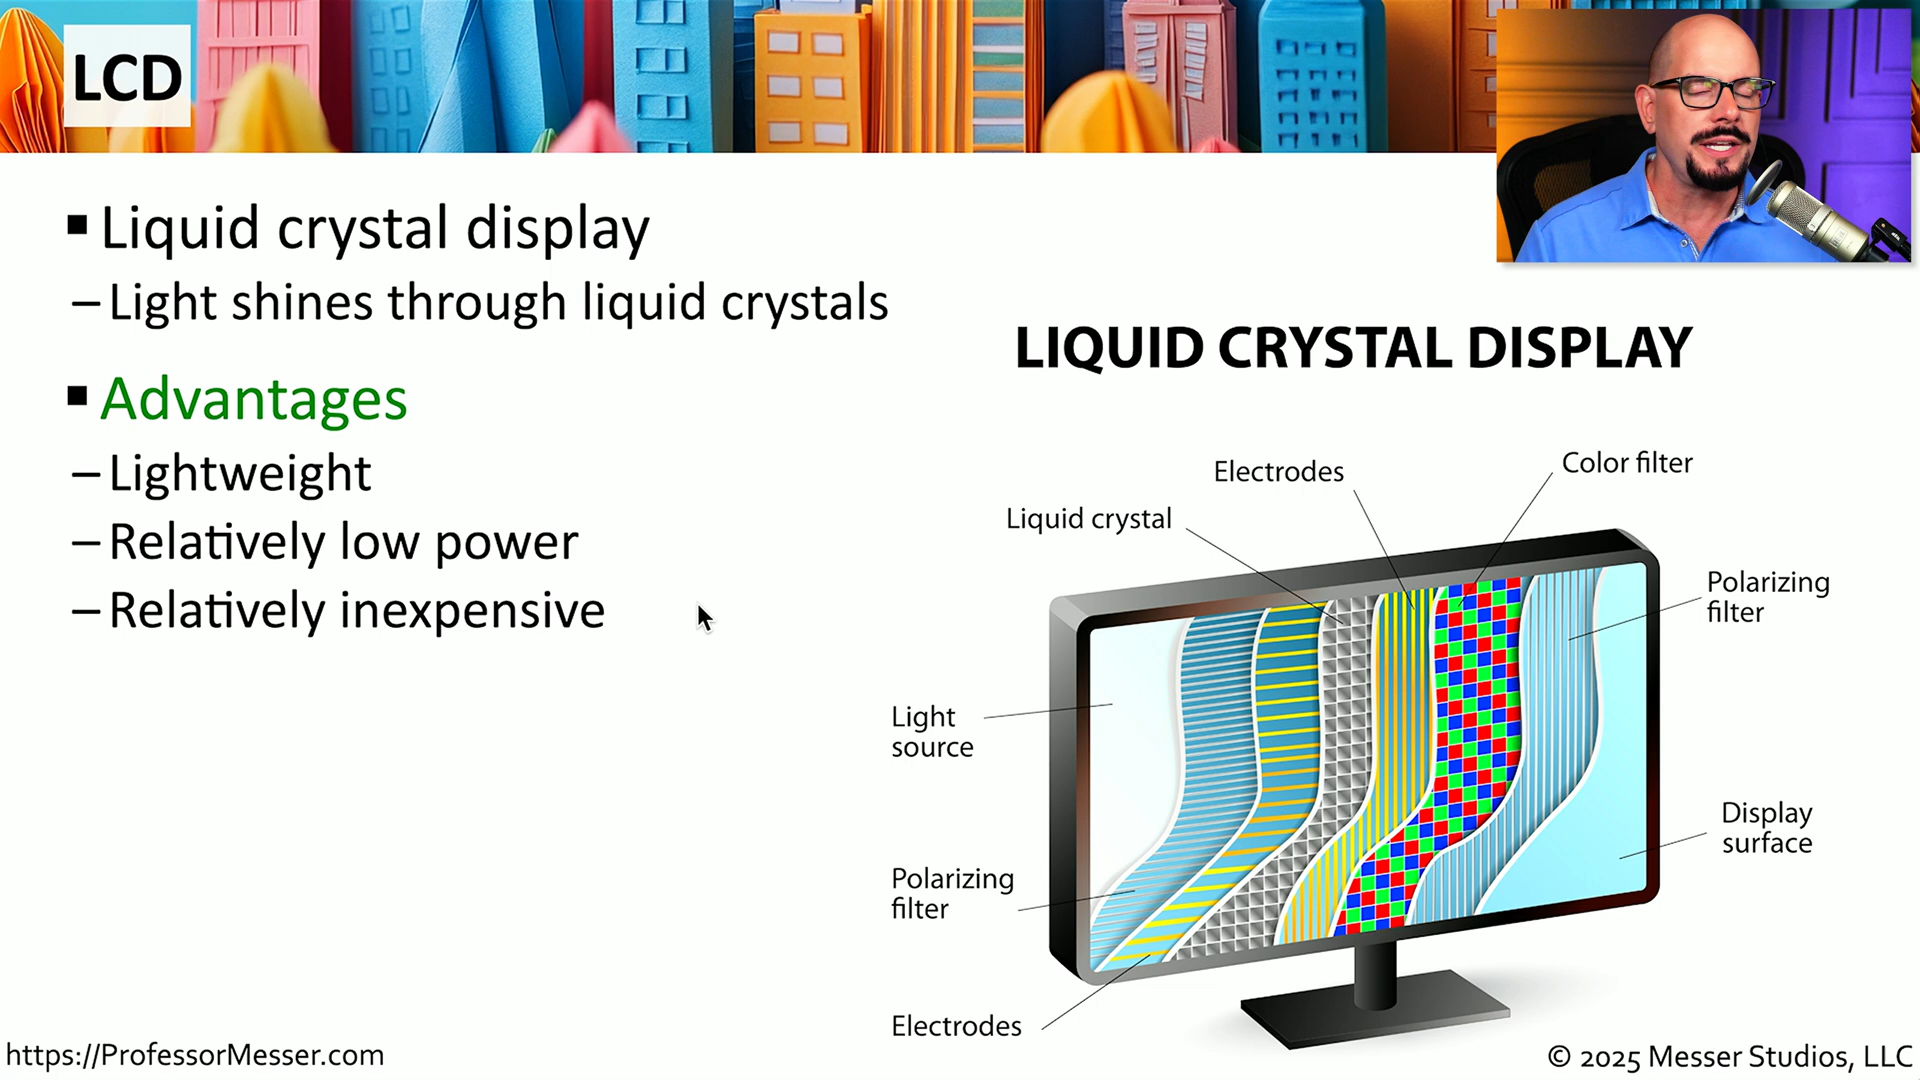 LCD
▪ Liquid crystal display
– Light shines through liquid crystals
▪ Advantages
– Lightweight
– Relatively low power
– Relatively inexpensive
LIQUID CRYSTAL DISPLAY
Electrodes
Color filter
Liquid crystal
Polarizing
filter
Light
source
Display
surface
Polarizing
filter
Electrodes
https://ProfessorMesser.com
© 2025 Messer Studios, LLC